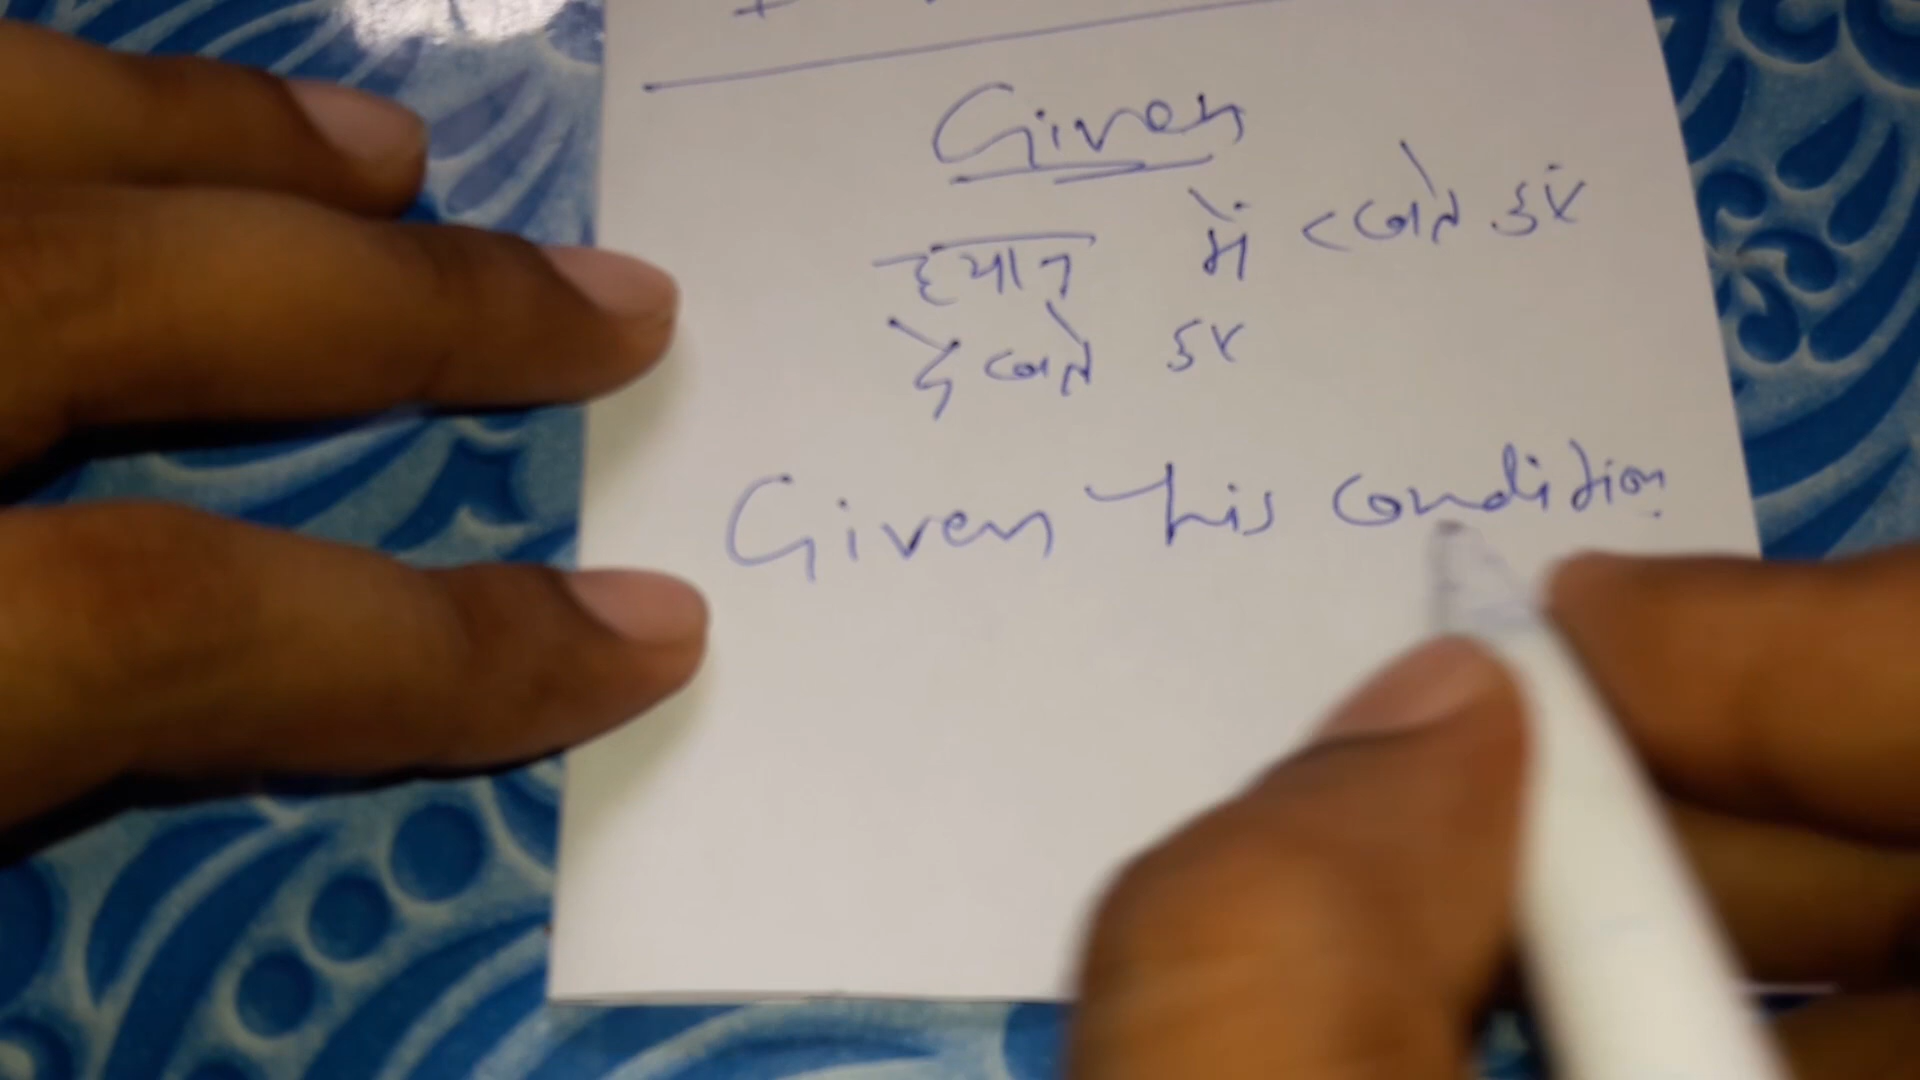 Given
ध्यान में रखते हुए
देखते हुए
Given his condition